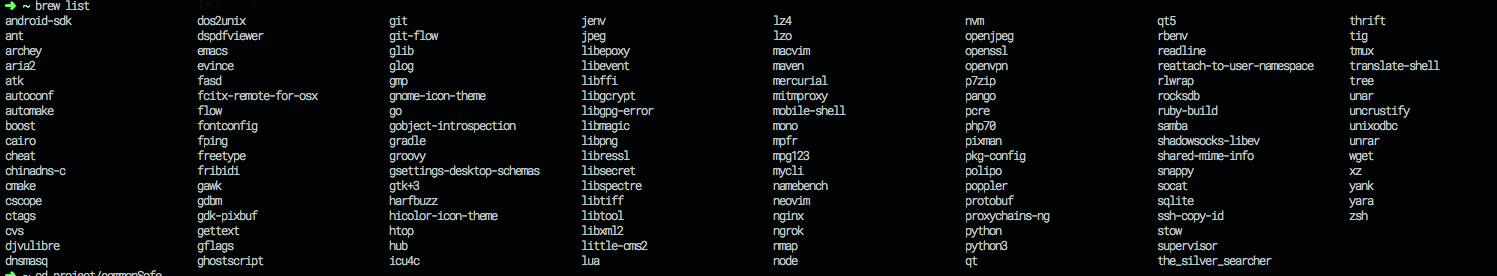 ➜ ~ brew list
android-sdk dos2unix git jenv lz4 nvm qt5 thrift
ant dspdfviewer git-flow jpeg lzo openjpeg rbenv tig
archey emacs glib libepoxy macvim openssl readline tmux
aria2 evince glog libevent maven openvpn reattach-to-user-namespace translate-shell
atk fasd gmp libffi mercurial p7zip rlwrap tree
autoconf fcitx-remote-for-osx gnome-icon-theme libgcrypt mitmproxy pango rocksdb unar
automake flow go libgpg-error mobile-shell pcre ruby-build uncrustify
boost fontconfig gobject-introspection libmagic mono php70 samba unixodbc
cairo fping gradle libpng mpfr pixman shadowsocks-libev unrar
cheat freetype groovy libressl mpg123 pkg-config shared-mime-info wget
chinadns-c fribidi gsettings-desktop-schemas libsecret mycli polipo snappy xz
cmake gawk gtk+3 libspectre namebench poppler socat yank
cscope gdbm harfbuzz libtiff neovim protobuf sqlite yara
ctags gdk-pixbuf hicolor-icon-theme libtool nginx proxychains-ng ssh-copy-id zsh
cvs gettext htop libxml2 ngrok python stow
djvulibre gflags hub little-cms2 nmap python3 supervisor
dnsmasq ghostscript icu4c lua node qt the_silver_searcher
➜ ~ cd project/commonSafe